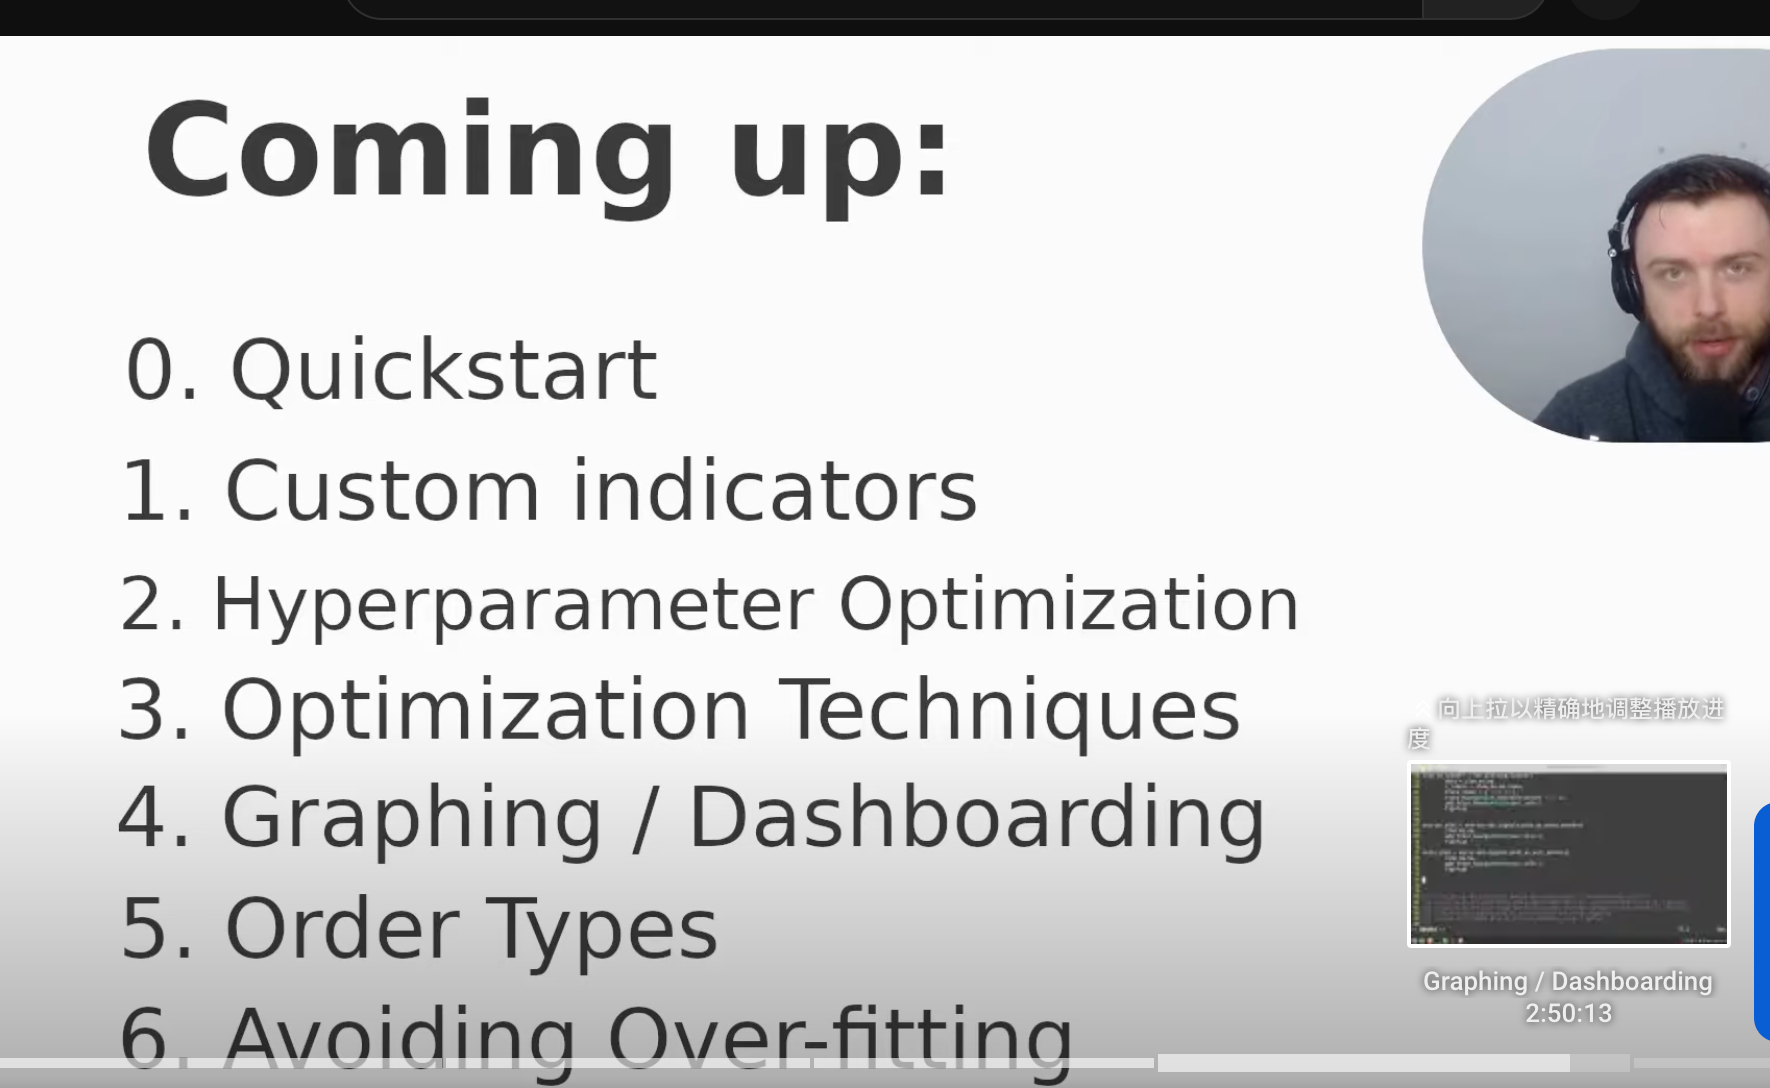 Coming up:
0. Quickstart
1. Custom indicators
2. Hyperparameter Optimization
3. Optimization Techniques
4. Graphing / Dashboarding
5. Order Types
6. Avoiding Over-fitting
向上拉以精确地调整播放进
度
Graphing / Dashboarding
2:50:13